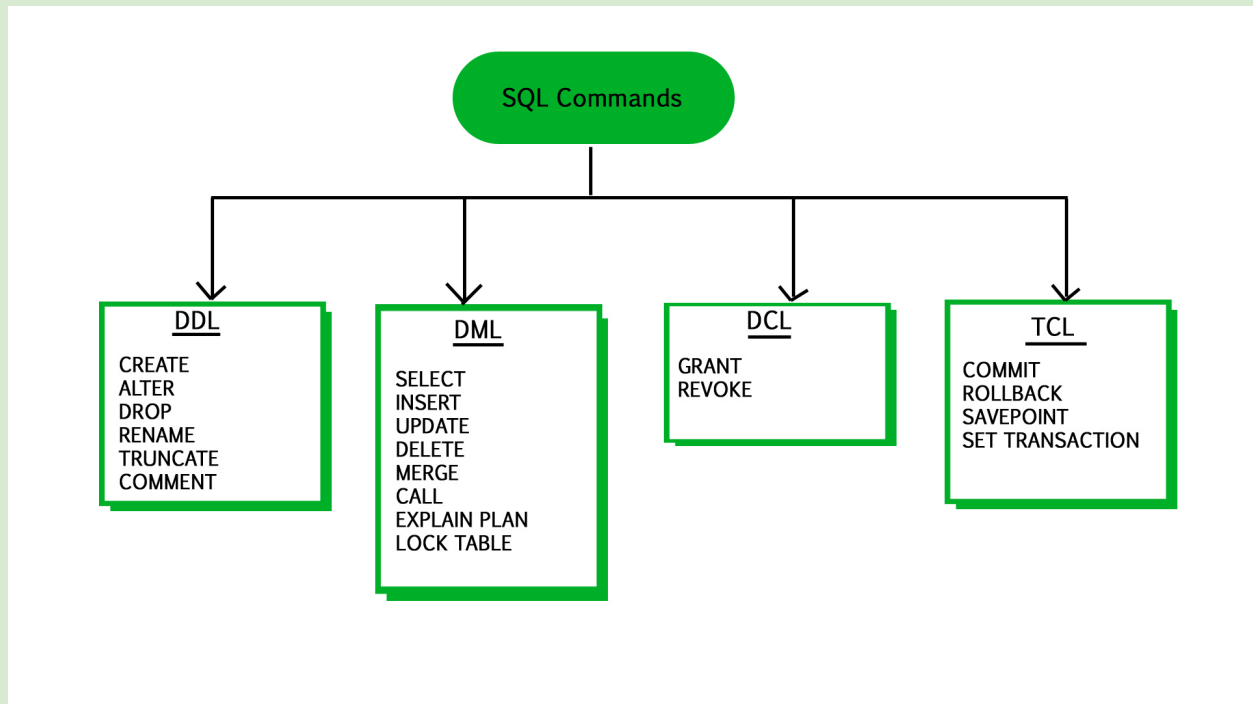 SQL Commands
DDL
CREATE
ALTER
DROP
RENAME
TRUNCATE
COMMENT
DML
SELECT
INSERT
UPDATE
DELETE
MERGE
CALL
EXPLAIN PLAN
LOCK TABLE
DCL
GRANT
REVOKE
TCL
COMMIT
ROLLBACK
SAVEPOINT
SET TRANSACTION